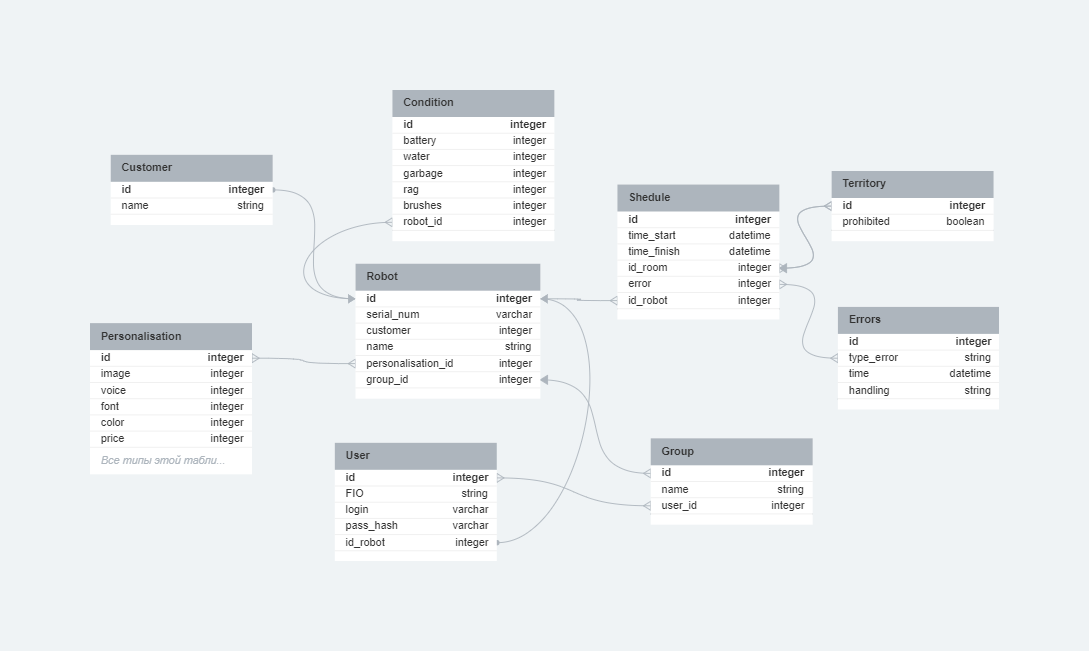 Condition
id integer
battery integer
water integer
garbage integer
rag integer
brushes integer
robot_id integer
Customer
id integer
name string
Territory
id integer
prohibited boolean
Shedule
id integer
time_start datetime
time_finish datetime
id_room integer
error integer
id_robot integer
Robot
id integer
serial_num varchar
customer integer
name string
personalisation_id integer
group_id integer
Errors
id integer
type_error string
time datetime
handling string
Personalisation
id integer
image integer
voice integer
font integer
color integer
price integer
Все типы этой табли...
User
id integer
FIO string
login varchar
pass_hash varchar
id_robot integer
Group
id integer
name string
user_id integer